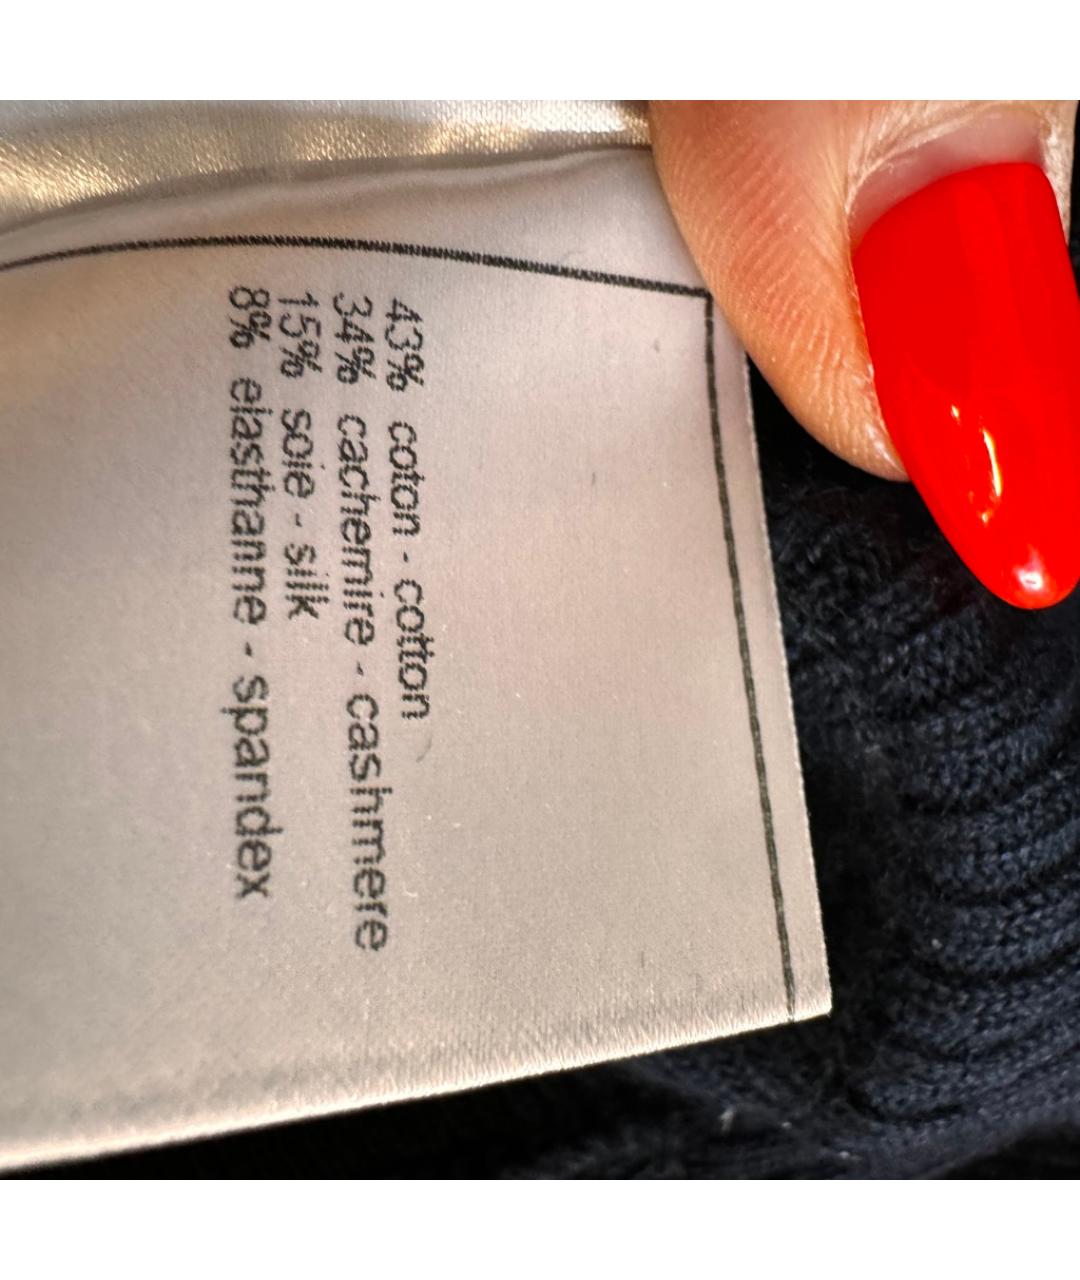 43% coton - cotton
34% cachemire - cashmere
15% soie - silk
8% elasthanne - spandex